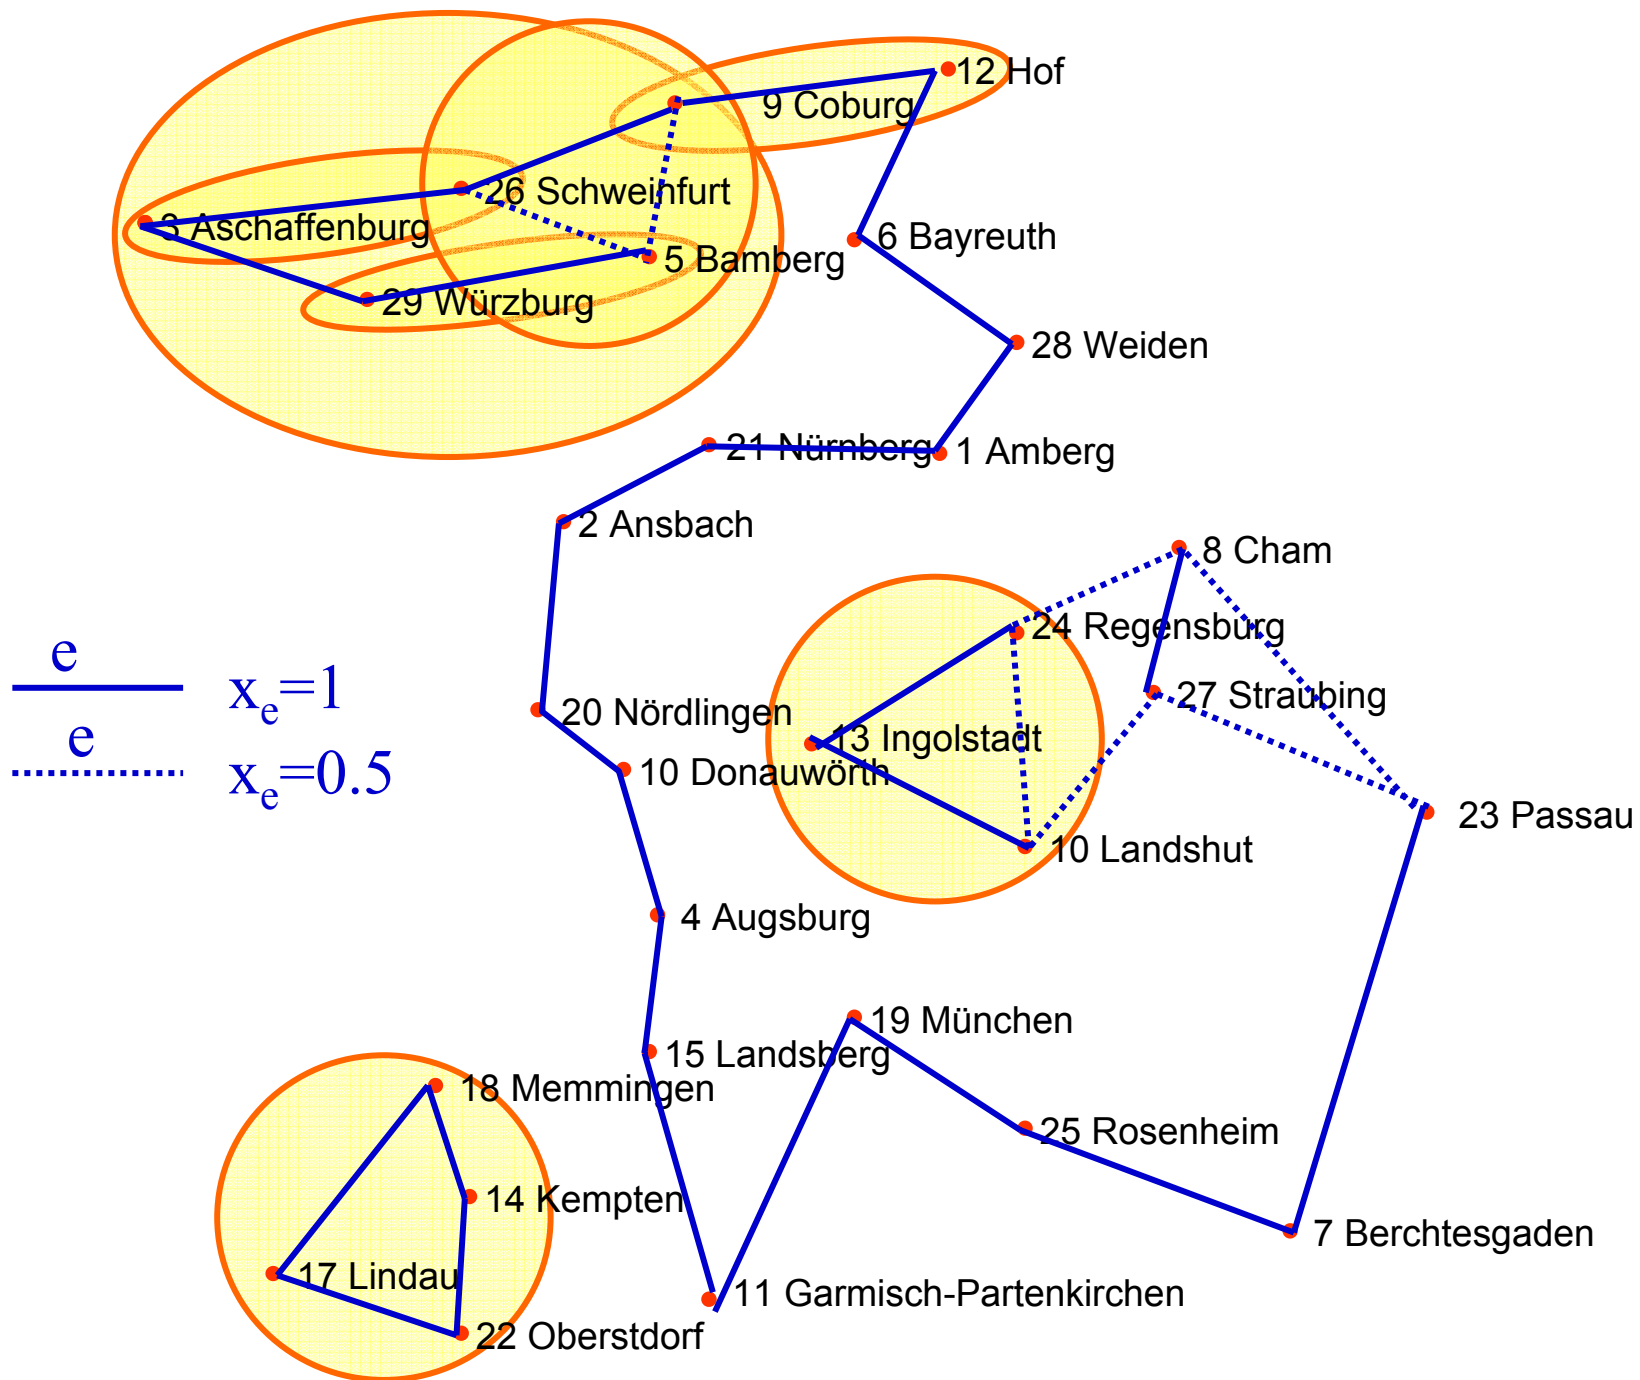 12 Hof
9 Coburg
26 Schweinfurt
3 Aschaffenburg
6 Bayreuth
5 Bamberg
29 Würzburg
28 Weiden
21 Nürnberg
1 Amberg
2 Ansbach
8 Cham
24 Regensburg
e
xe=1
27 Straubing
20 Nördlingen
13 Ingolstadt
e
xe=0.5
10 Donauwörth
23 Passau
10 Landshut
4 Augsburg
19 München
15 Landsberg
18 Memmingen
25 Rosenheim
14 Kempten
7 Berchtesgaden
17 Lindau
11 Garmisch-Partenkirchen
22 Oberstdorf